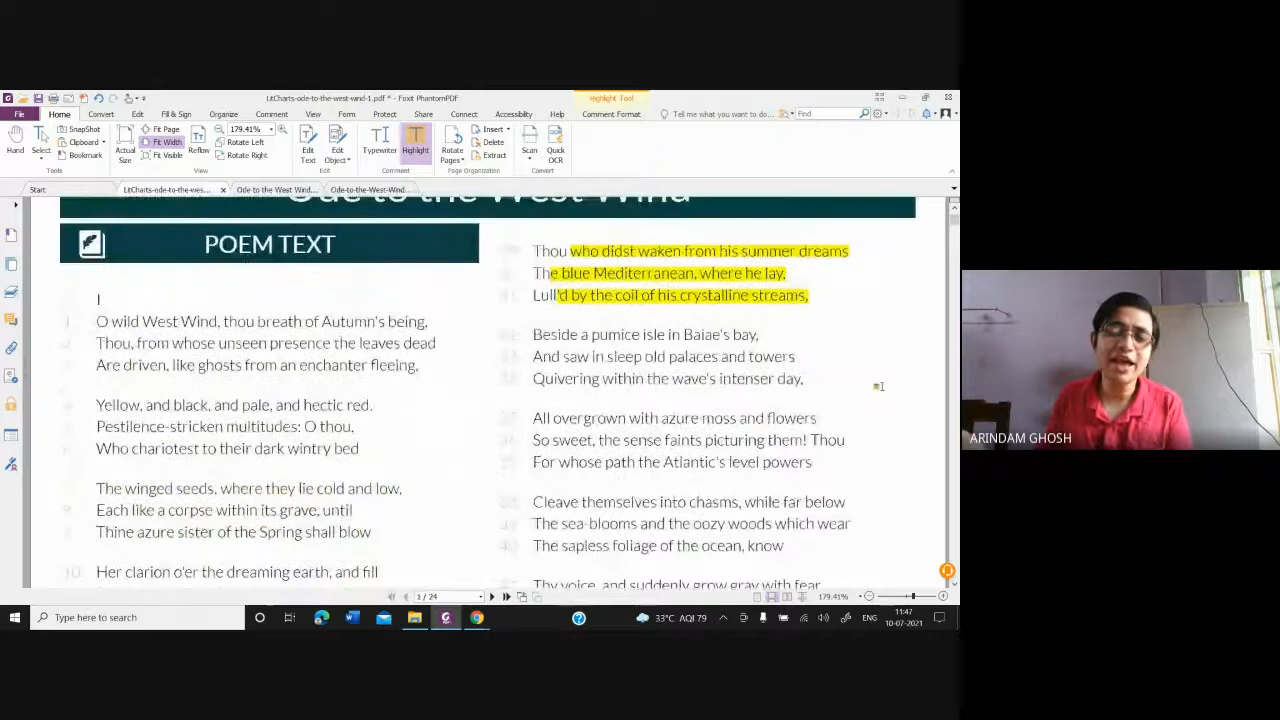 LitCharts-ode-to-the-west-wind-1.pdf * - Foxit PhantomPDF
Highlight Tool
File
Home
Convert
Edit
Fill & Sign
Organize
Comment
View
Form
Protect
Share
Connect
Accessibility
Help
Comment Format
Tell me what you want to do...
Find
Hand
Select
SnapShot
Clipboard
Bookmark
Tools
Actual Size
Fit Page
Fit Width
Fit Visible
Reflow
179.41%
Rotate Left
Rotate Right
View
Edit Text
Edit Object
Edit
Typewriter
Highlight
Comment
Rotate Pages
Insert
Delete
Extract
Page Organization
Scan
Quick OCR
Convert
Start
LitCharts-ode-to-the-wes...
Ode to the West Wind...
Ode-to-the-West-Wind...
Ode to the West Wind
POEM TEXT
I
O wild West Wind, thou breath of Autumn's being,
Thou, from whose unseen presence the leaves dead
Are driven, like ghosts from an enchanter fleeing,
Yellow, and black, and pale, and hectic red,
Pestilence-stricken multitudes: O thou,
Who chariotest to their dark wintry bed
The winged seeds, where they lie cold and low,
Each like a corpse within its grave, until
Thine azure sister of the Spring shall blow
10 Her clarion o'er the dreaming earth, and fill
Thou who didst waken from his summer dreams
The blue Mediterranean, where he lay,
Lull'd by the coil of his crystalline streams,
Beside a pumice isle in Baiae's bay,
And saw in sleep old palaces and towers
Quivering within the wave's intenser day,
All overgrown with azure moss and flowers
So sweet, the sense faints picturing them! Thou
For whose path the Atlantic's level powers
Cleave themselves into chasms, while far below
The sea-blooms and the oozy woods which wear
The sapless foliage of the ocean, know
Thy voice, and suddenly grow gray with fear,
ARINDAM GHOSH
1 / 24
179.41%
Type here to search
33°C AQI 79
ENG
11:47
10-07-2021